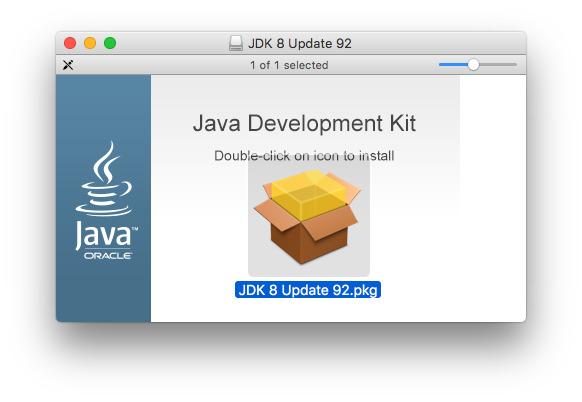 JDK 8 Update 92
1 of 1 selected
Java Development Kit
Double-click on icon to install
Java™
ORACLE®
JDK 8 Update 92.pkg